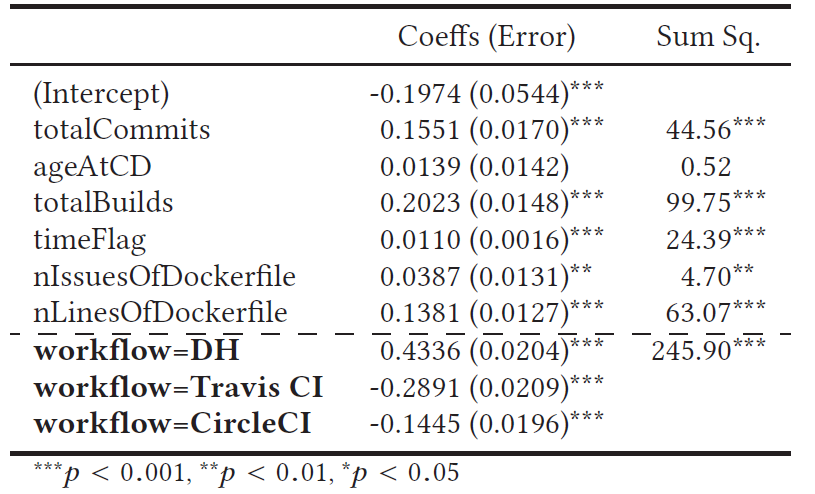 Coeffs (Error) Sum Sq.
(Intercept) -0.1974 (0.0544)***
totalCommits 0.1551 (0.0170)*** 44.56***
ageAtCD 0.0139 (0.0142) 0.52
totalBuilds 0.2023 (0.0148)*** 99.75***
timeFlag 0.0110 (0.0016)*** 24.39***
nIssuesOfDockerfile 0.0387 (0.0131)** 4.70**
nLinesOfDockerfile 0.1381 (0.0127)*** 63.07***
workflow=DH 0.4336 (0.0204)*** 245.90***
workflow=Travis CI -0.2891 (0.0209)***
workflow=CircleCI -0.1445 (0.0196)***
***p < 0.001, **p < 0.01, *p < 0.05